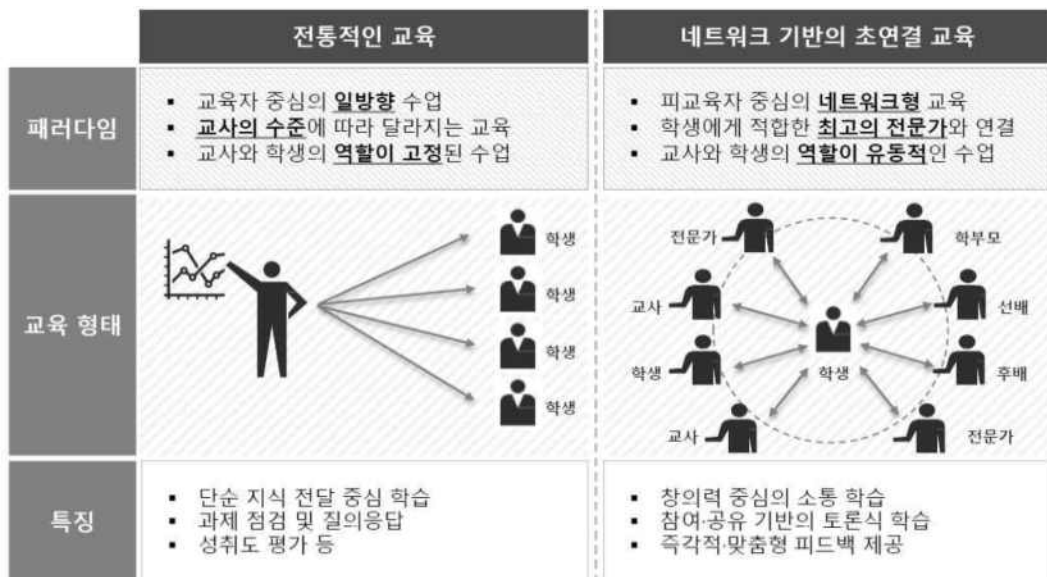 전통적인 교육
네트워크 기반의 초연결 교육
패러다임
▪ 교육자 중심의 일방향 수업
▪ 교사의 수준에 따라 달라지는 교육
▪ 교사와 학생의 역할이 고정된 수업
▪ 피교육자 중심의 네트워크형 교육
▪ 학생에게 적합한 최고의 전문가와 연결
▪ 교사와 학생의 역할이 유동적인 수업
교육 형태
학생
학생
학생
학생
전문가
학부모
교사
선배
학생
학생
후배
교사
전문가
특징
▪ 단순 지식 전달 중심 학습
▪ 과제 점검 및 질의응답
▪ 성취도 평가 등
▪ 창의력 중심의 소통 학습
▪ 참여·공유 기반의 토론식 학습
▪ 즉각적·맞춤형 피드백 제공